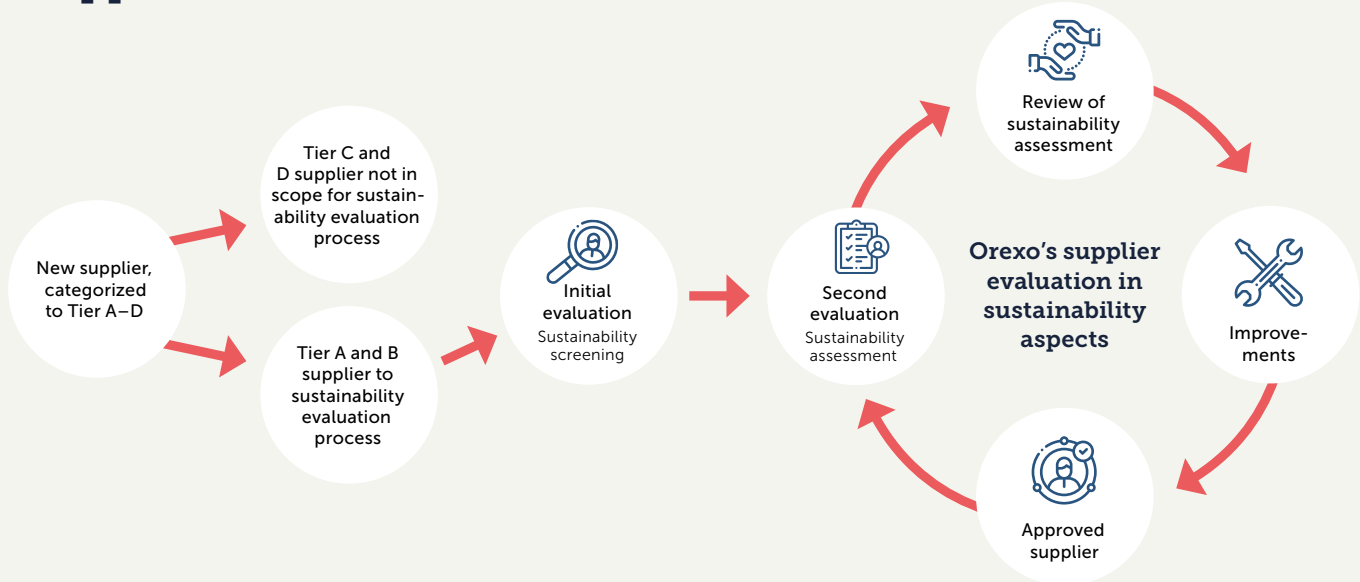 New supplier,
categorized
to Tier A–D
Tier C and
D supplier not in
scope for sustain-
ability evaluation
process
Tier A and B
supplier to
sustainability
evaluation
process
Initial
evaluation
Sustainability
screening
Second
evaluation
Sustainability
assessment
Review of
sustainability
assessment
Orexo’s supplier
evaluation in
sustainability
aspects
Improve-
ments
Approved
supplier